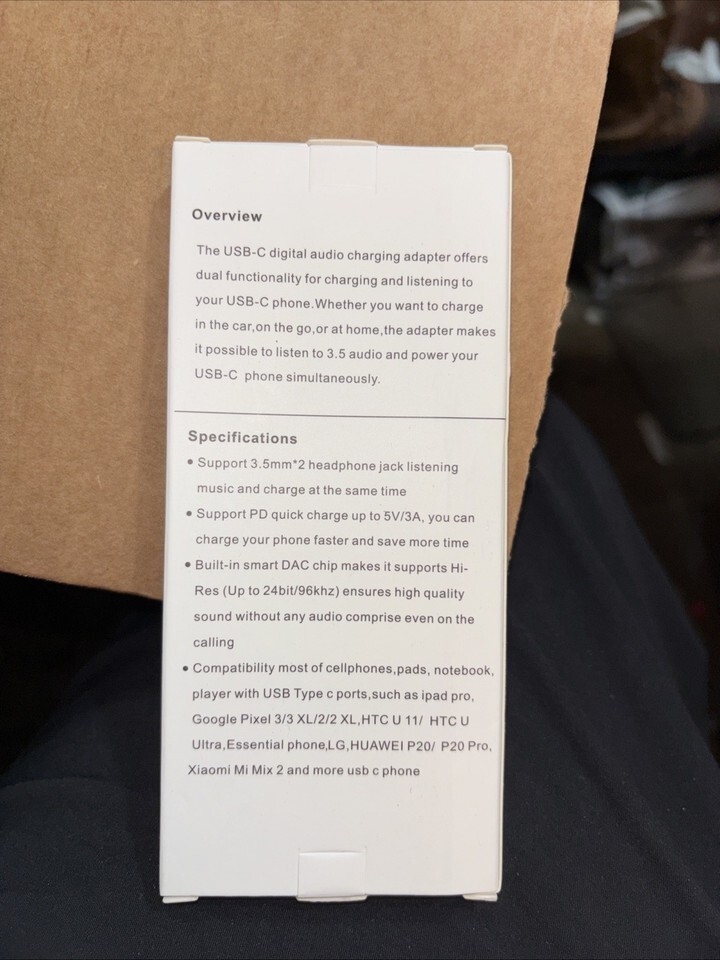 Overview
The USB-C digital audio charging adapter offers
dual functionality for charging and listening to
your USB-C phone.Whether you want to charge
in the car,on the go,or at home,the adapter makes
it possible to listen to 3.5 audio and power your
USB-C phone simultaneously.
Specifications
• Support 3.5mm*2 headphone jack listening
music and charge at the same time
• Support PD quick charge up to 5V/3A, you can
charge your phone faster and save more time
• Built-in smart DAC chip makes it supports Hi-
Res (Up to 24bit/96khz) ensures high quality
sound without any audio comprise even on the
calling
• Compatibility most of cellphones,pads, notebook,
player with USB Type c ports,such as ipad pro,
Google Pixel 3/3 XL/2/2 XL,HTC U 11/ HTC U
Ultra,Essential phone,LG,HUAWEI P20/ P20 Pro,
Xiaomi Mi Mix 2 and more usb c phone